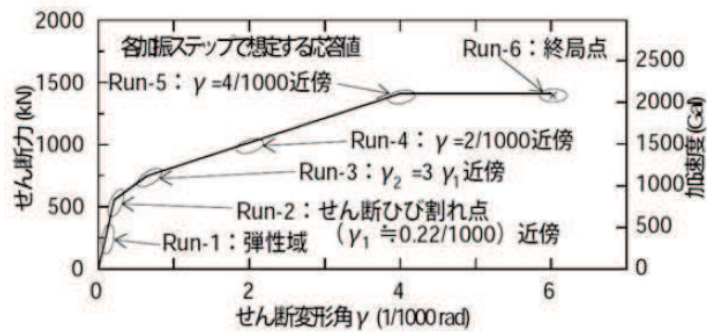 2000
各加振ステップで想定する応答値
Run-6：終局点
2500
1500
Run-5：γ=4/1000近傍
2000
せん断力(kN)
1000
Run-4：γ=2/1000近傍
1500
加速度(Gal)
Run-3：γ₂=3 γ₁近傍
1000
500
Run-2：せん断ひび割れ点
500
Run-1：弾性域
（γ₁≒0.22/1000）近傍
0
0
0
2
4
6
せん断変形角γ (1/1000 rad)